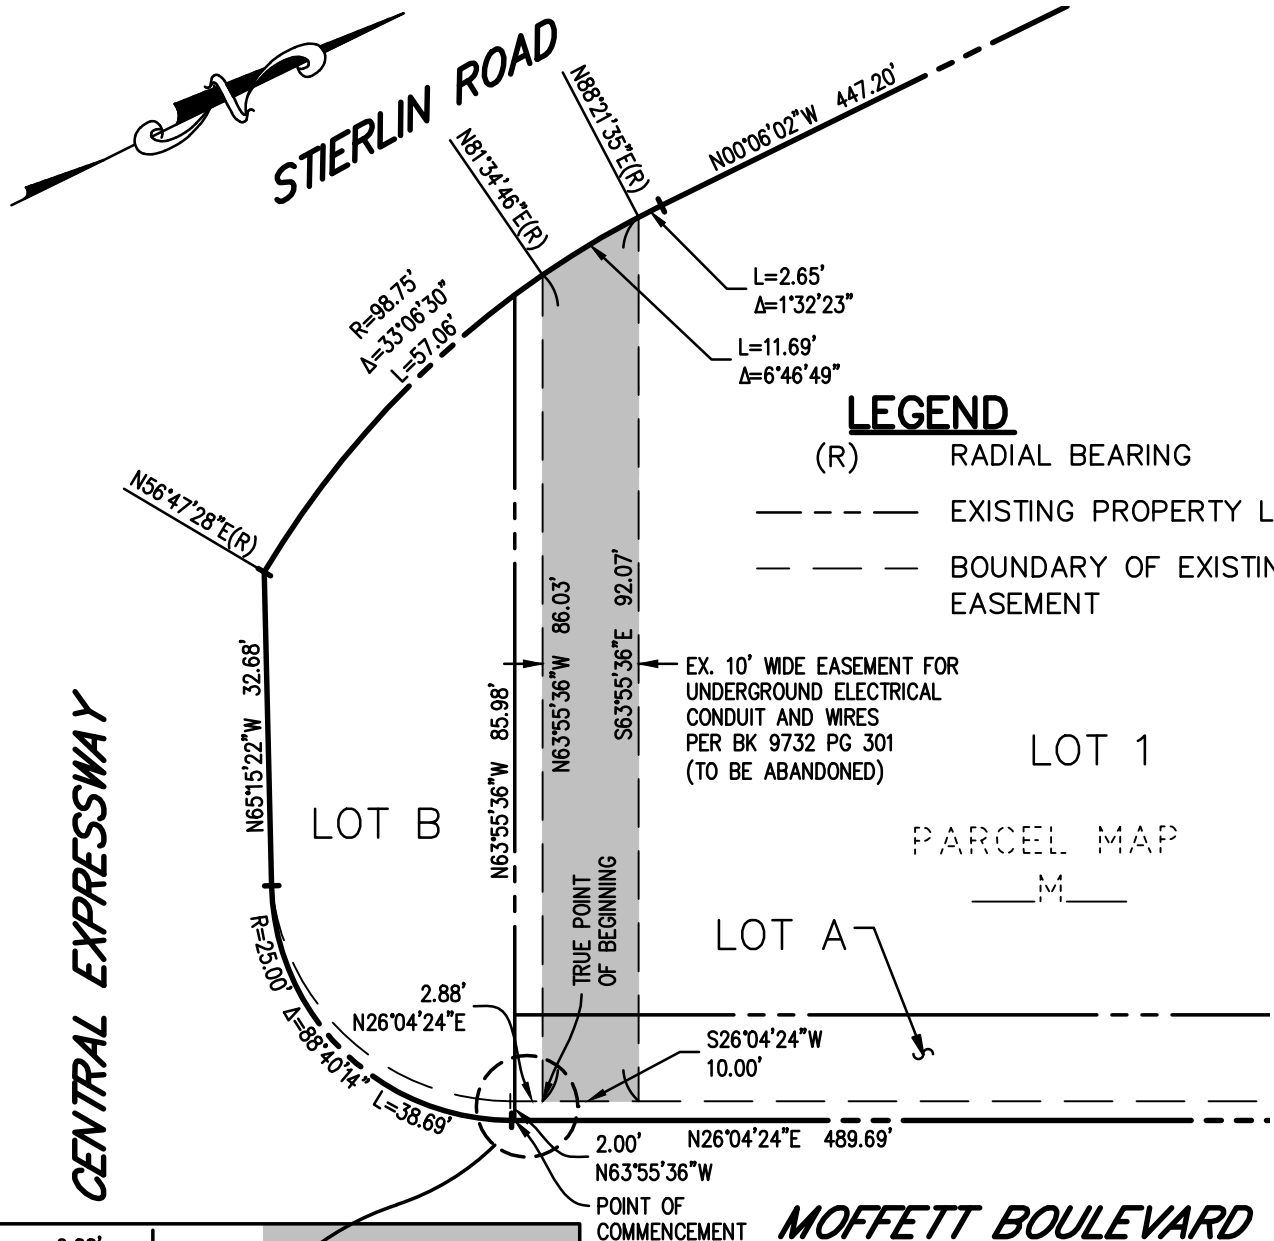 N
STIERLIN ROAD
N81°34'46"E(R)
N88°21'35"E(R)
N00°06'02"W 447.20'
R=98.75'
Δ=33°06'30"
L=57.06'
L=2.65'
Δ=1°32'23"
L=11.69'
Δ=6°46'49"
LEGEND
(R) RADIAL BEARING
EXISTING PROPERTY L
BOUNDARY OF EXISTIN
EASEMENT
N56°47'28"E(R)
N65°15'22"W 32.68'
N63°55'36"W 85.98'
N63°55'36"W 86.03'
S63°55'36"E 92.07'
EX. 10' WIDE EASEMENT FOR
UNDERGROUND ELECTRICAL
CONDUIT AND WIRES
PER BK 9732 PG 301
(TO BE ABANDONED)
LOT 1
PARCEL MAP
M
LOT B
LOT A
CENTRAL EXPRESSWAY
TRUE POINT
OF BEGINNING
R=25.00' Δ=88°40'14" L=38.69'
2.88'
N26°04'24"E
S26°04'24"W
10.00'
N26°04'24"E 489.69'
2.00'
N63°55'36"W
POINT OF
COMMENCEMENT
MOFFETT BOULEVARD